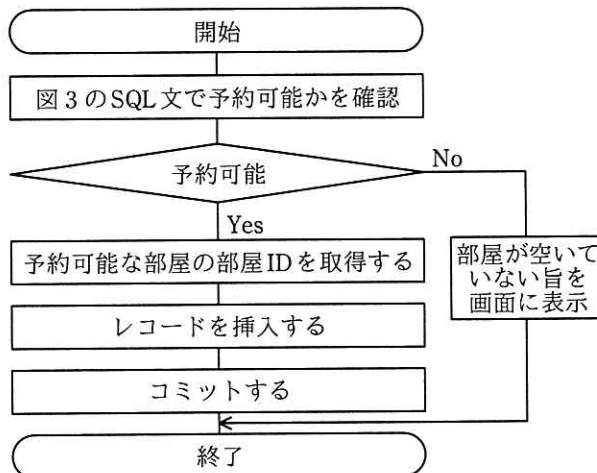 開始
図3のSQL文で予約可能かを確認
予約可能
No
Yes
予約可能な部屋の部屋IDを取得する
部屋が空いて
いない旨を
画面に表示
レコードを挿入する
コミットする
終了